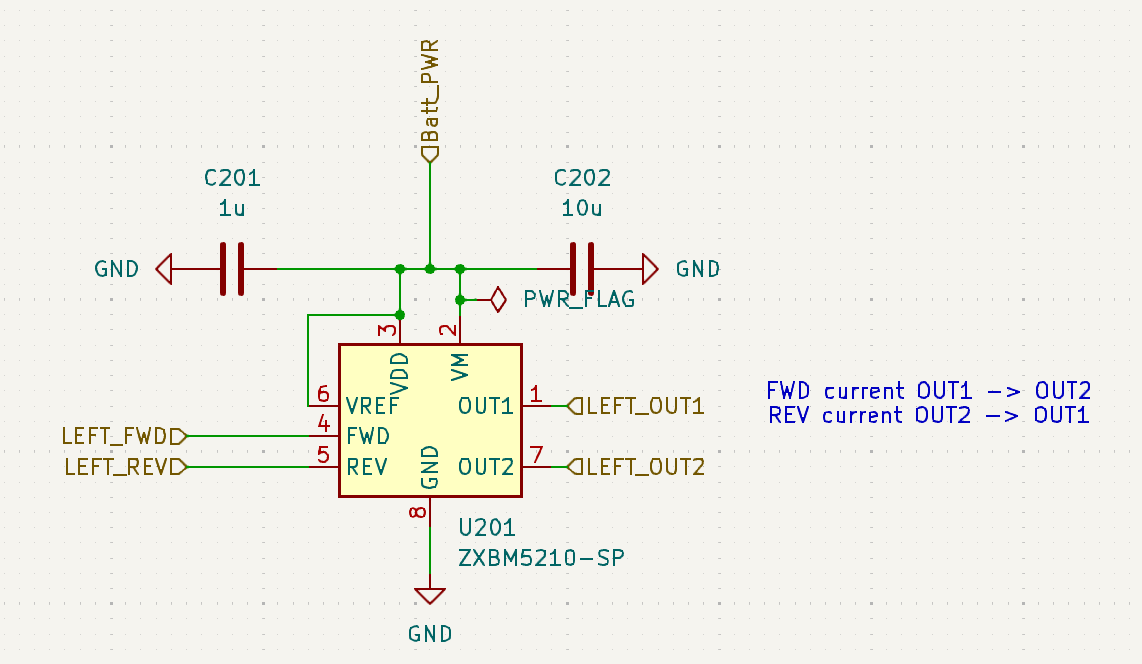 Batt_PWR
C201
1u
C202
10u
GND
GND
PWR_FLAG
3
2
VDD
VM
6
VREF
OUT1
1
LEFT_OUT1
FWD current OUT1 -> OUT2
REV current OUT2 -> OUT1
LEFT_FWD
4
FWD
LEFT_REV
5
REV
GND
OUT2
7
LEFT_OUT2
8
U201
ZXBM5210-SP
GND